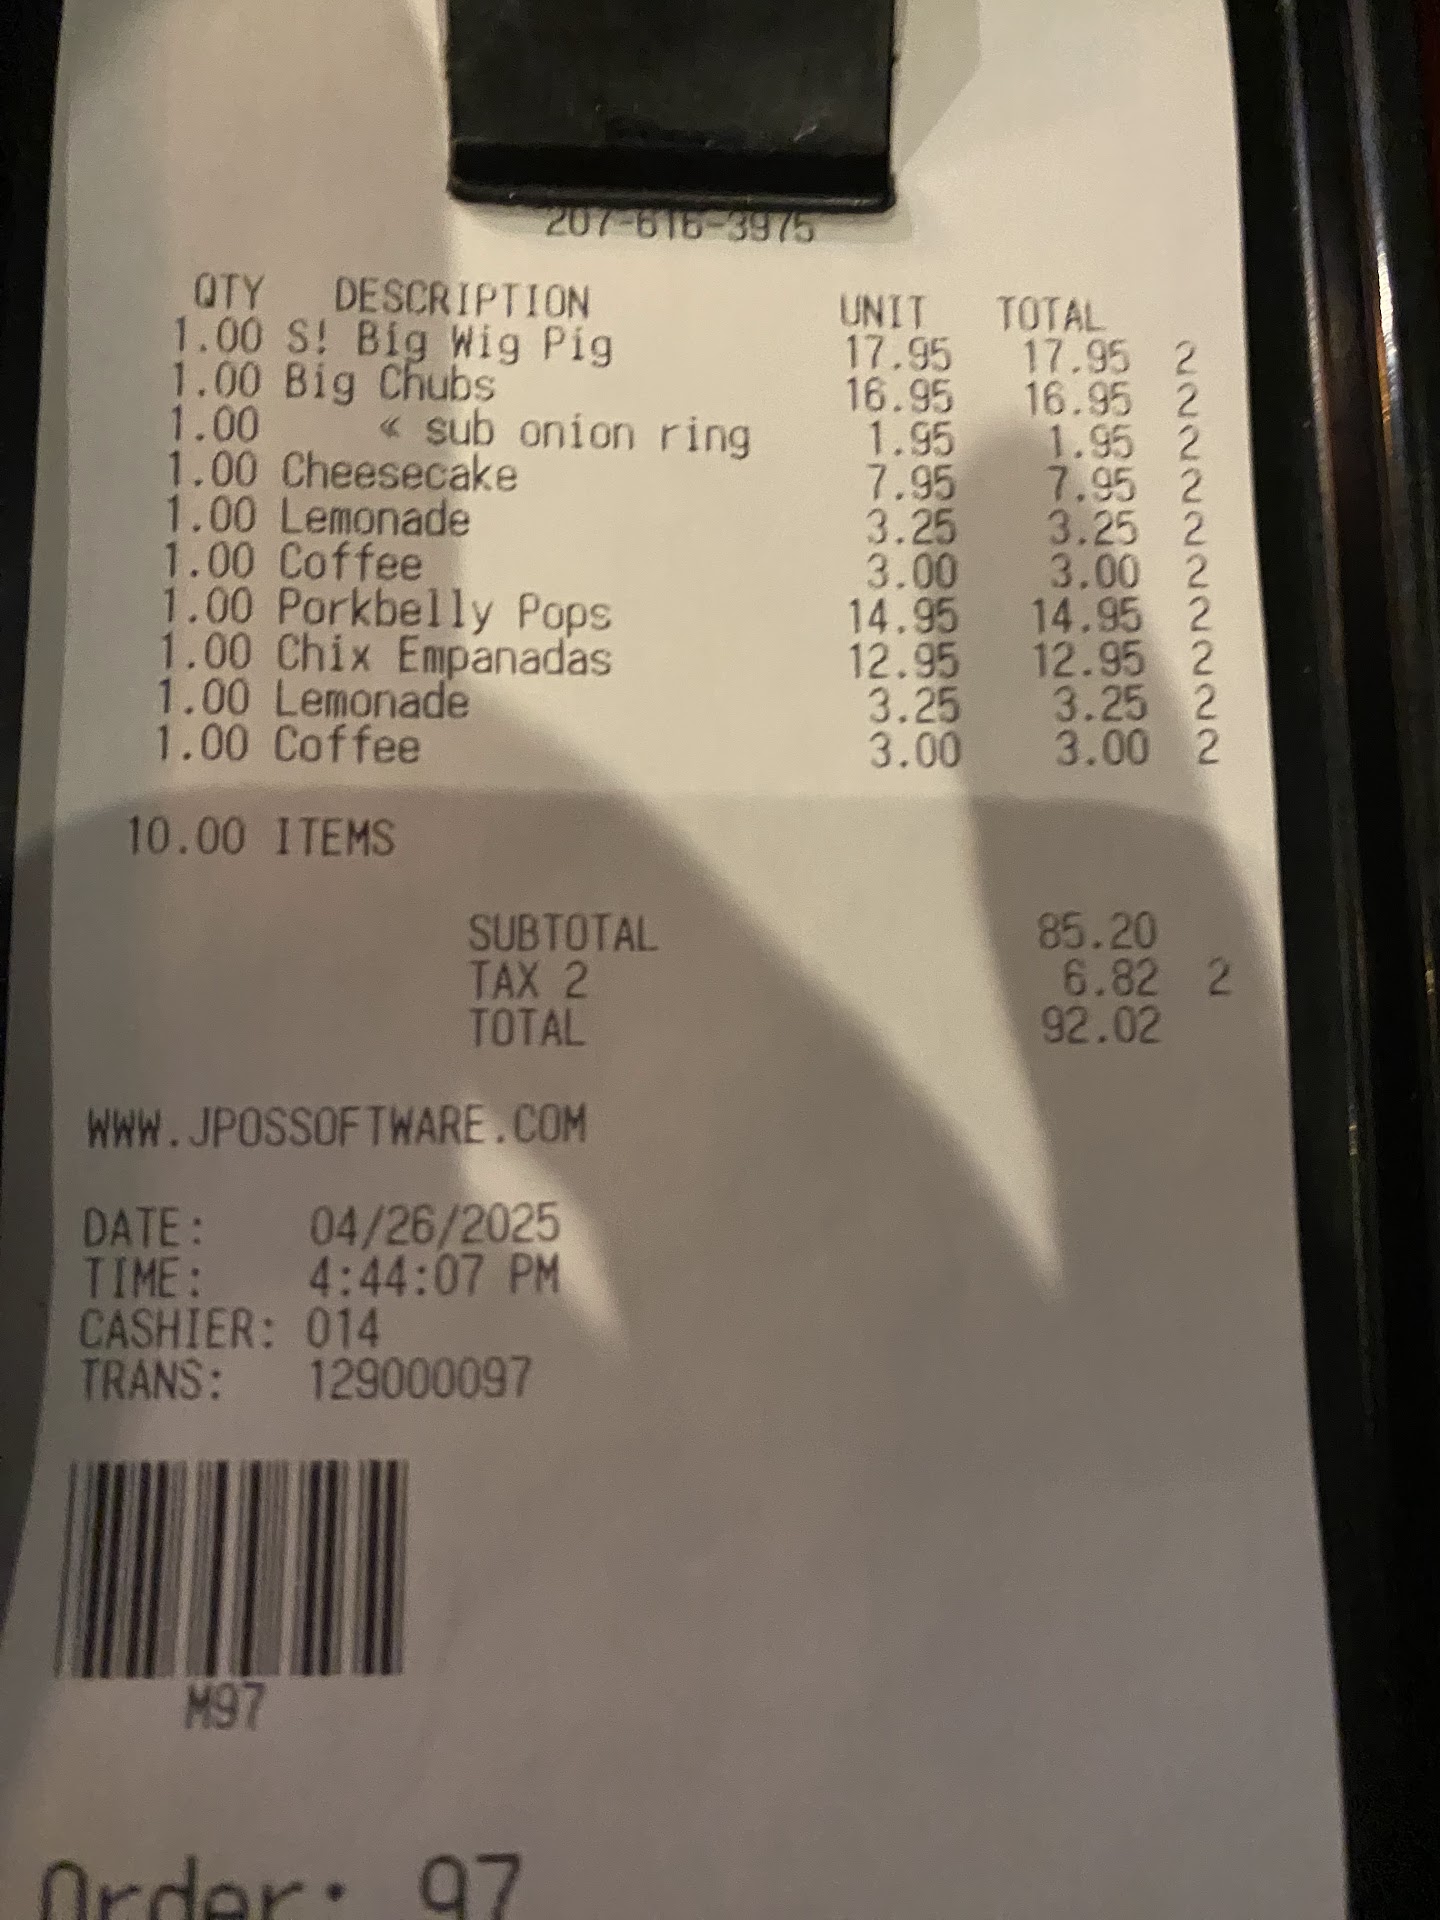 207-616-3975
QTY DESCRIPTION UNIT TOTAL
1.00 S! Big Wig Pig 17.95 17.95 2
1.00 Big Chubs 16.95 16.95 2
1.00 « sub onion ring 1.95 1.95 2
1.00 Cheesecake 7.95 7.95 2
1.00 Lemonade 3.25 3.25 2
1.00 Coffee 3.00 3.00 2
1.00 Porkbelly Pops 14.95 14.95 2
1.00 Chix Empanadas 12.95 12.95 2
1.00 Lemonade 3.25 3.25 2
1.00 Coffee 3.00 3.00 2
10.00 ITEMS
SUBTOTAL 85.20
TAX 2 6.82 2
TOTAL 92.02
WWW.JPOSSOFTWARE.COM
DATE: 04/26/2025
TIME: 4:44:07 PM
CASHIER: 014
TRANS: 129000097
M97
Order: 97